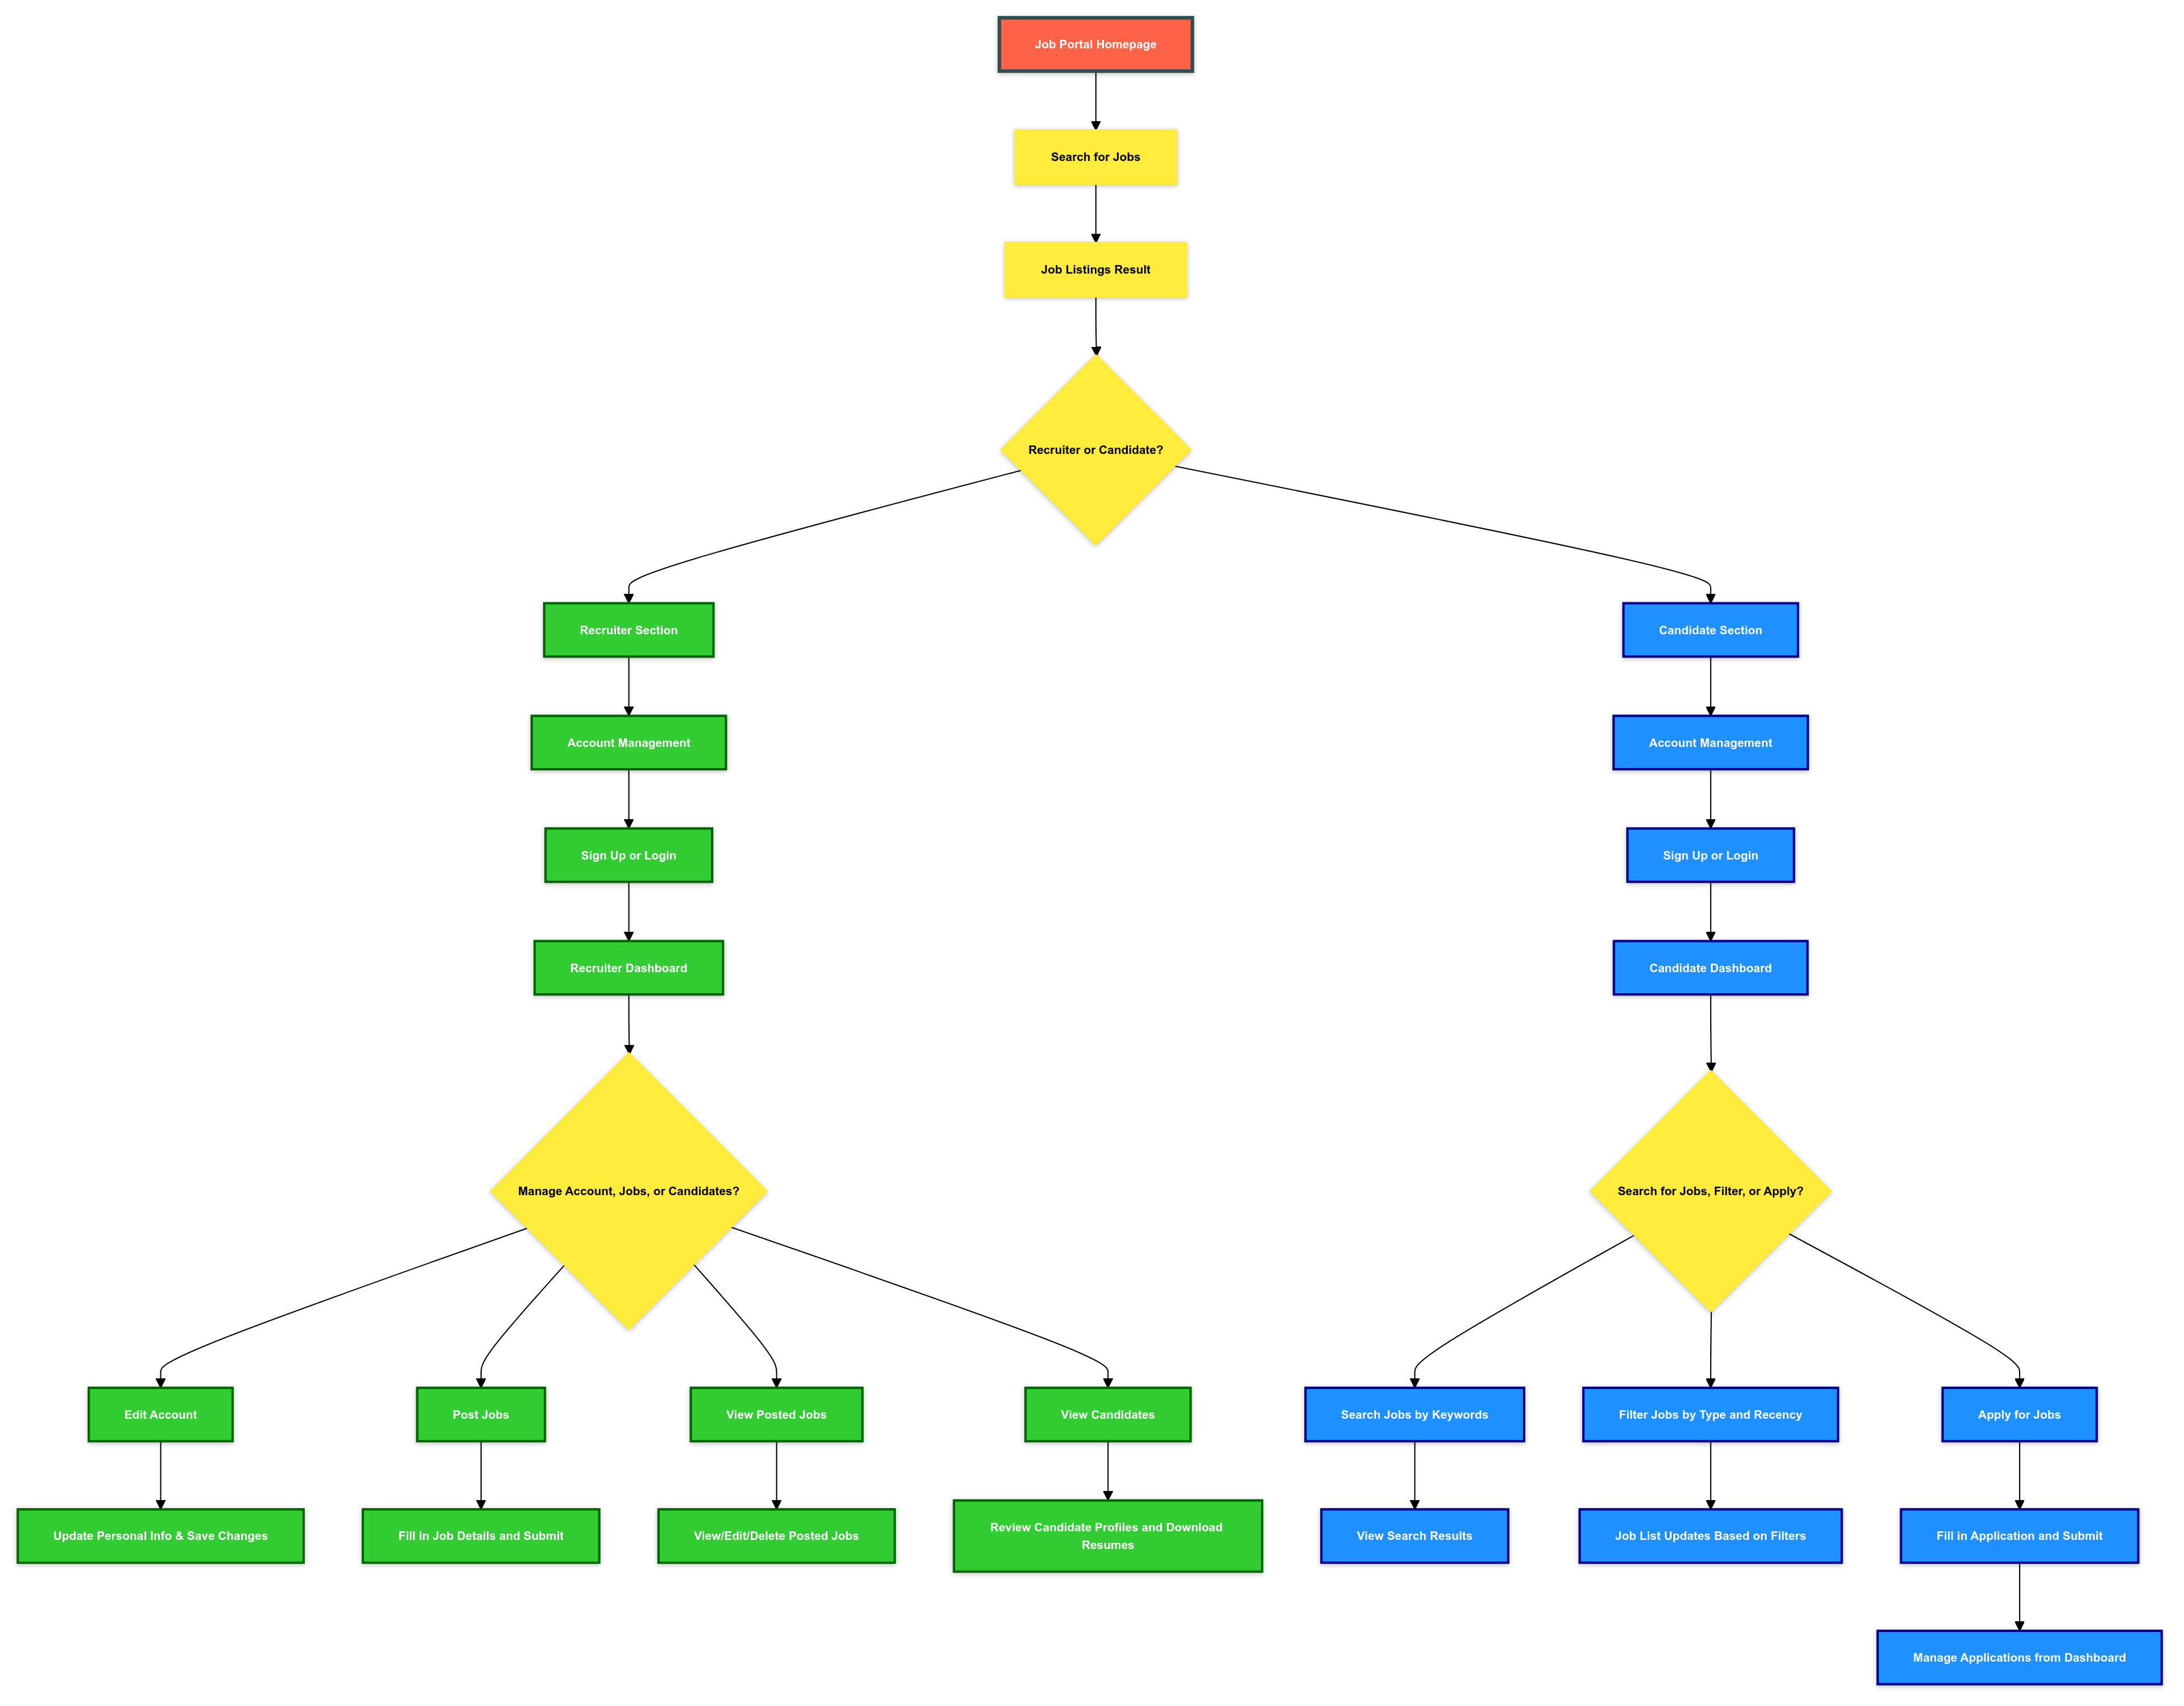 Job Portal Homepage
Search for Jobs
Job Listings Result
Recruiter or Candidate?
Recruiter Section
Candidate Section
Account Management
Account Management
Sign Up or Login
Sign Up or Login
Recruiter Dashboard
Candidate Dashboard
Manage Account, Jobs, or Candidates?
Search for Jobs, Filter, or Apply?
Edit Account
Post Jobs
View Posted Jobs
View Candidates
Search Jobs by Keywords
Filter Jobs by Type and Recency
Apply for Jobs
Update Personal Info & Save Changes
Fill in Job Details and Submit
View/Edit/Delete Posted Jobs
Review Candidate Profiles and Download
Resumes
View Search Results
Job List Updates Based on Filters
Fill in Application and Submit
Manage Applications from Dashboard